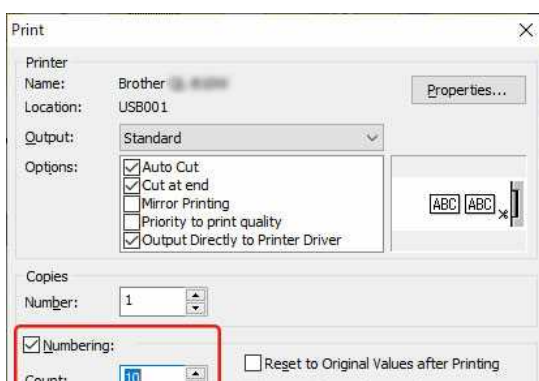 Print
Printer
Name: Brother
Properties...
Location: USB001
Output: Standard
Options: Auto Cut
Cut at end
Mirror Printing
Priority to print quality
Output Directly to Printer Driver
ABC ABC
Copies
Number: 1
Numbering:
Reset to Original Values after Printing
Count: 10